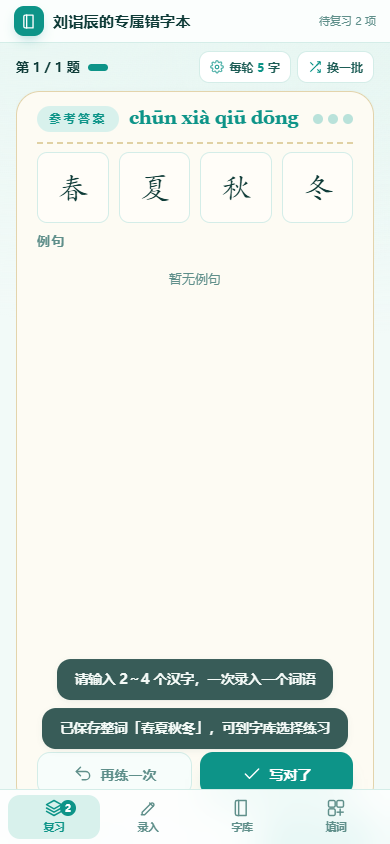 刘诣辰的专属错字本
待复习 2 项
第 1 / 1 题
每轮 5 字
换一批
参考答案
chūn xià qiū dōng
春 夏 秋 冬
例句
暂无例句
请输入 2~4 个汉字，一次录入一个词语
已保存整词「春夏秋冬」，可到字库选择练习
再练一次
写对了
2
复习
录入
字库
填词